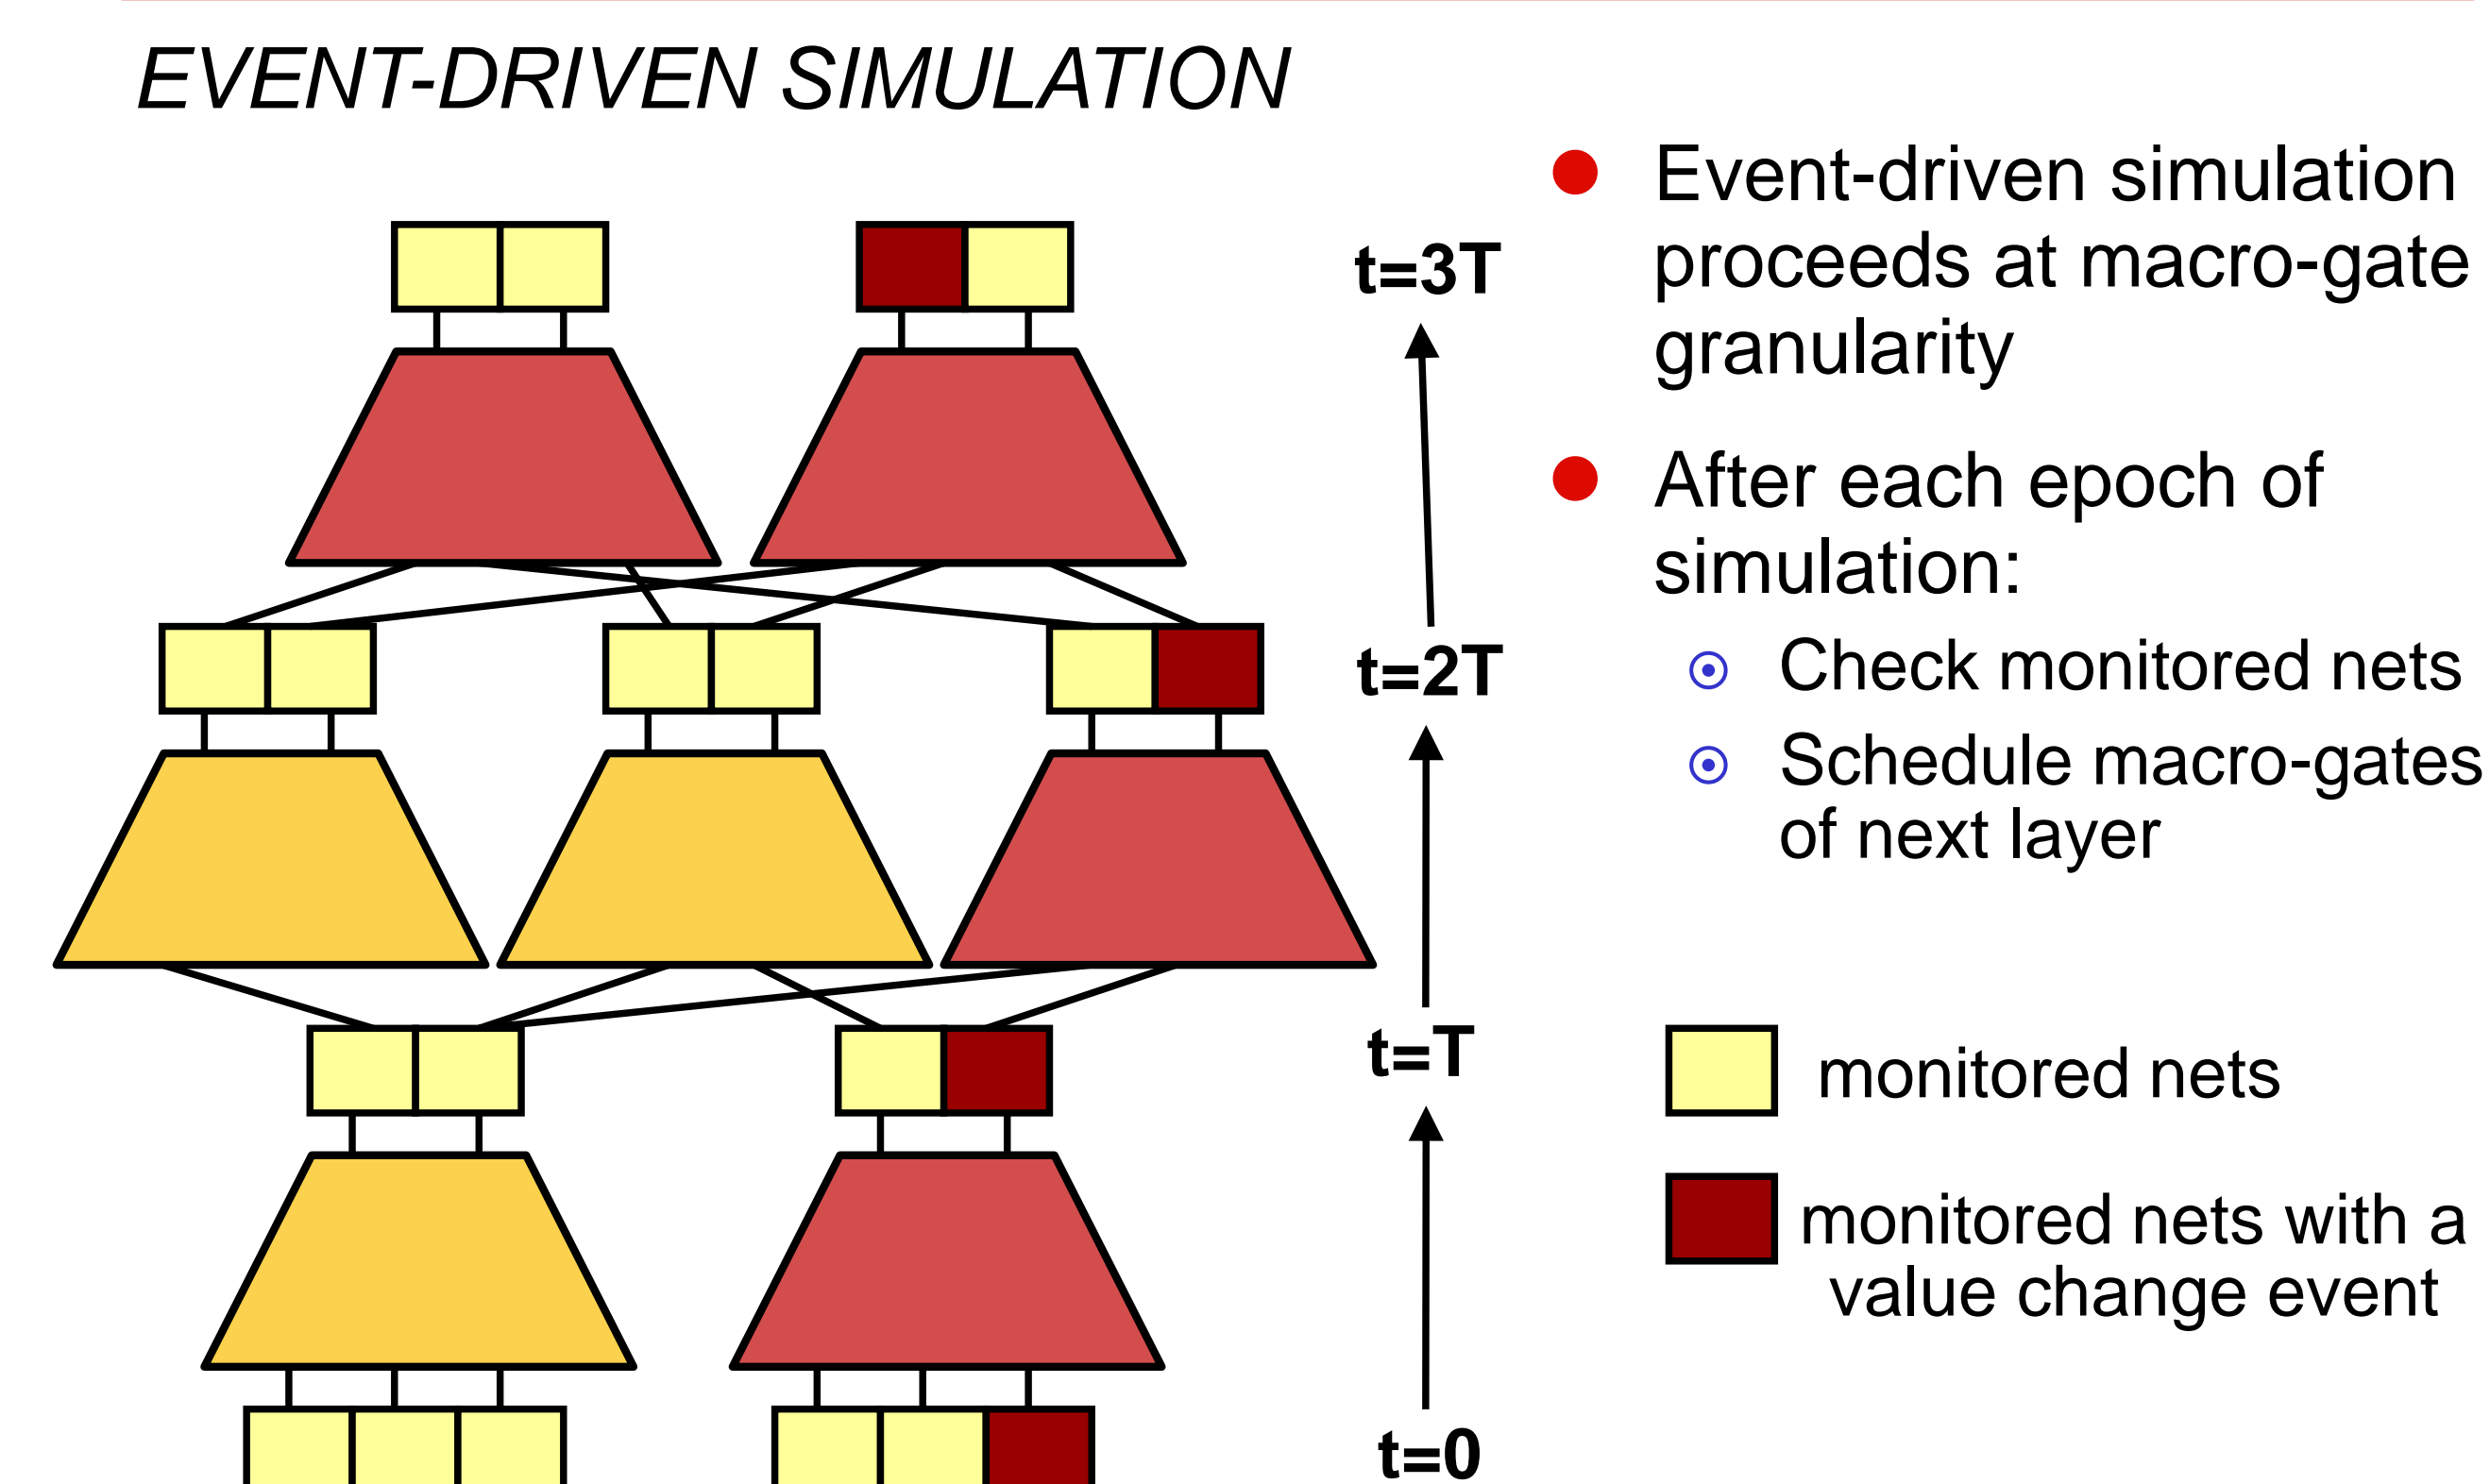 EVENT-DRIVEN SIMULATION
Event-driven simulation
proceeds at macro-gate
granularity
After each epoch of
simulation:
Check monitored nets
Schedule macro-gates
of next layer
t=3T
t=2T
t=T
t=0
monitored nets
monitored nets with a
value change event